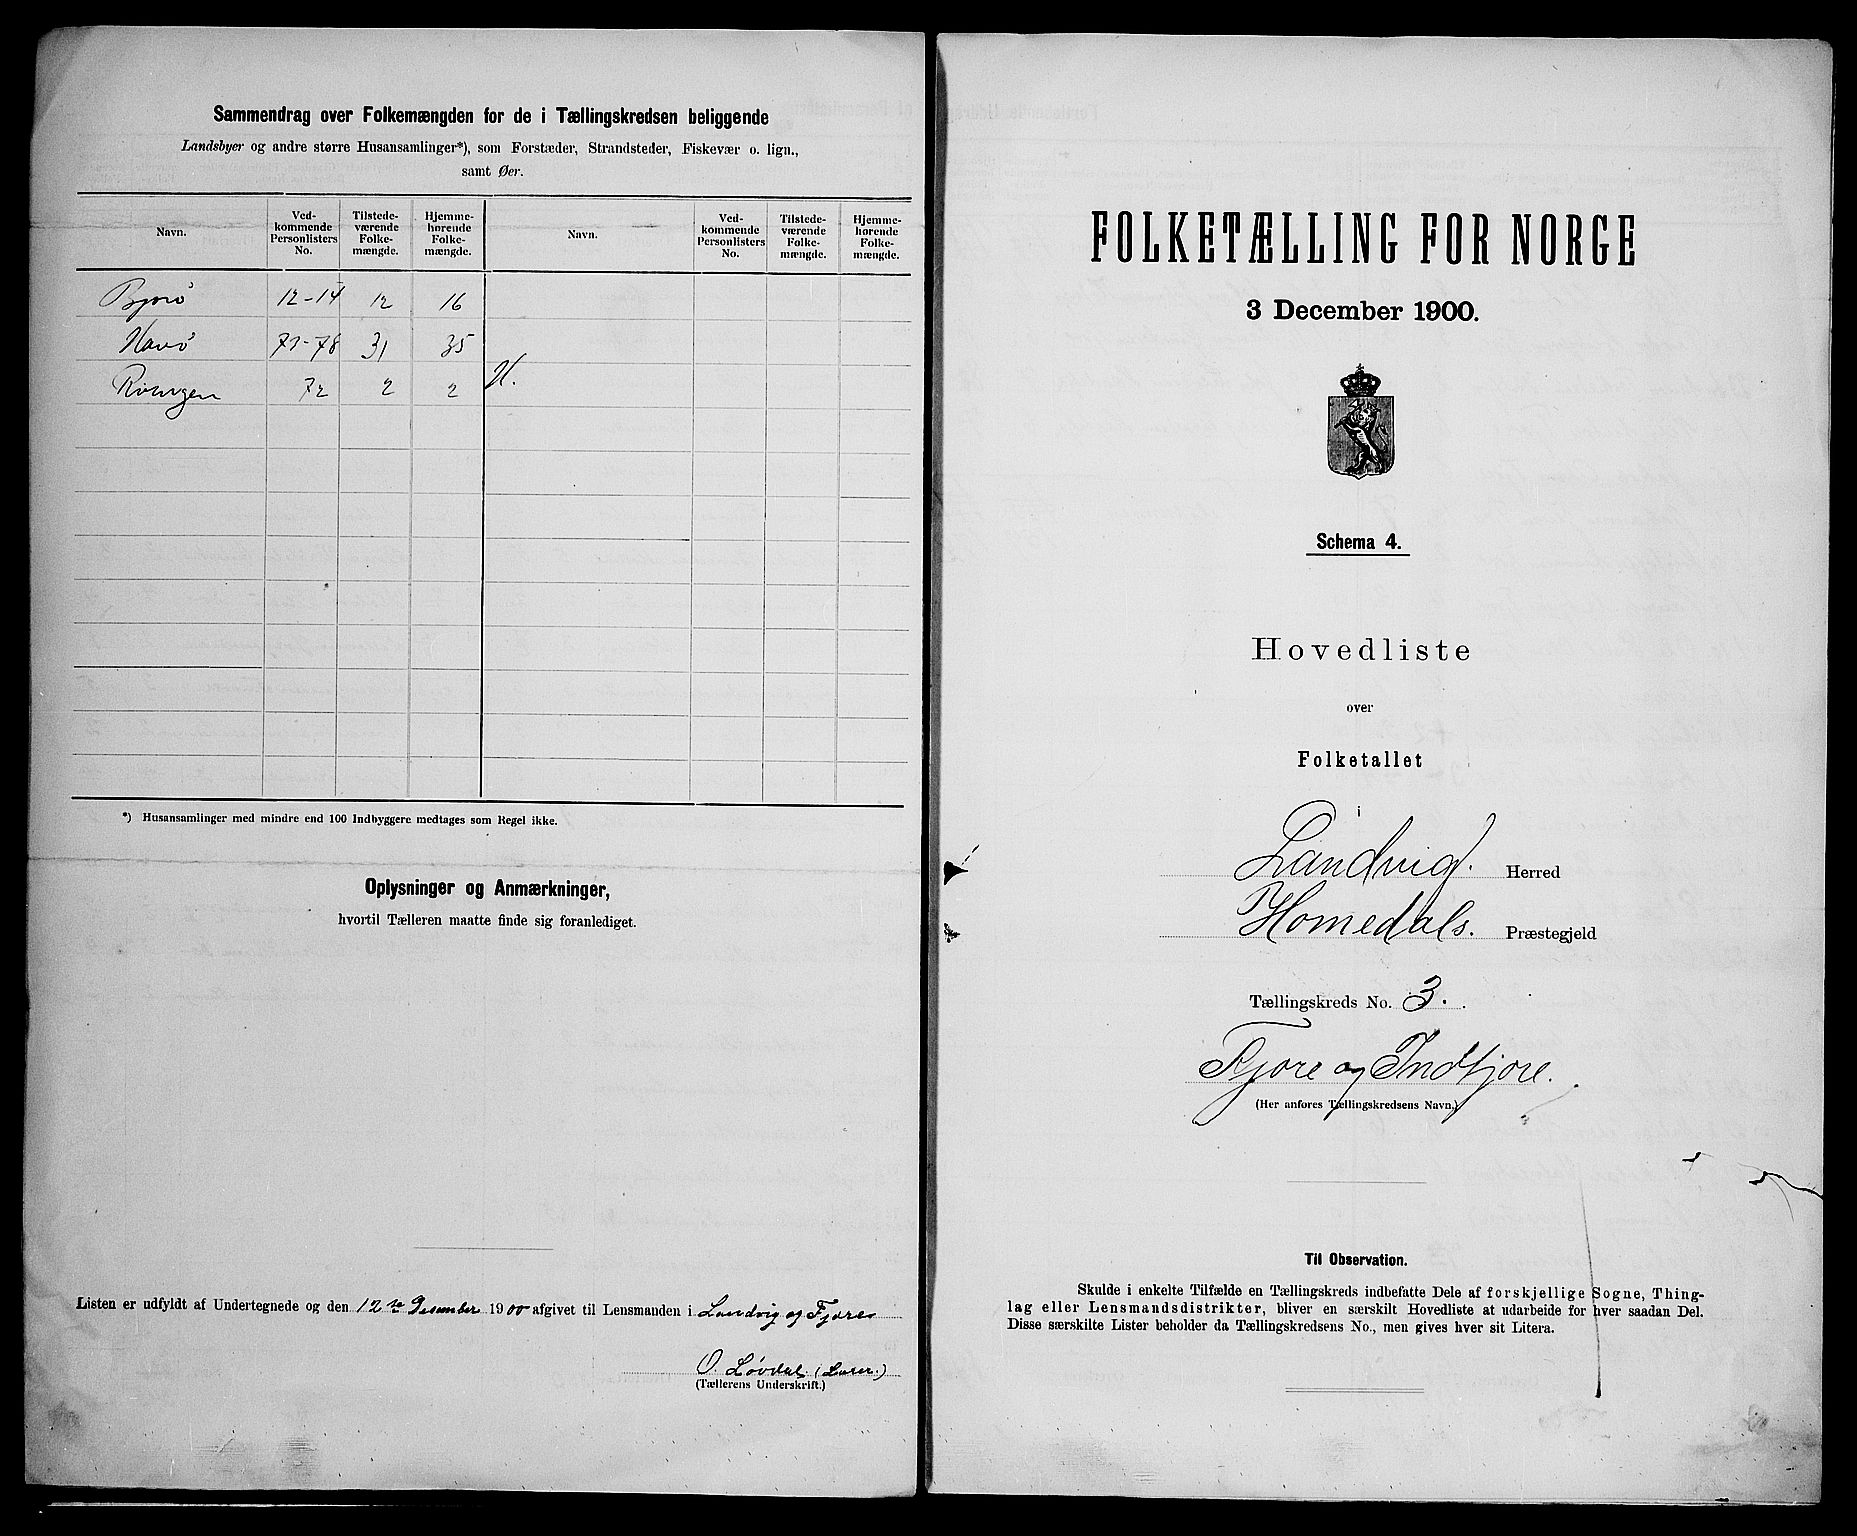 Sammendrag over Folkemængden for de i Tællingskredsen beliggende
Landsbyer og andre større Husansamlinger*), som Forstæder, Strandsteder, Fiskevær o. lign.,
samt Øer.
Navn. Ved-kommende Personlisters No. Tilstede-værende Folke-mængde. Hjemme-hørende Folke-mængde. Navn. Ved-kommende Personlisters No. Tilstede-værende Folke-mængde. Hjemme-hørende Folke-mængde.
Bjorø 12-14 12 16
Havø 71-78 31 35
72 2 2 H.
*) Husansamlinger med mindre end 100 Indbyggere medtages som Regel ikke.
Oplysninger og Anmærkninger,
hvortil Tælleren maatte finde sig foranlediget.
Listen er udfyldt af Undertegnede og den 12te Desember 1900 afgivet til Lensmanden i Landvig og Fjære
O. Løvdal (Lærer.)
(Tællerens Underskrift.)
FOLKETÆLLING FOR NORGE
3 December 1900.
Schema 4.
Hovedliste
over
Folketallet
i
Landvig. Herred
Homedals. Præstegjeld
Tællingskreds No. 3.
Fjære og Indtjore.
(Her anføres Tællingskredsens Navn.)
Til Observation.
Skulde i enkelte Tilfælde en Tællingskreds indbefatte Dele af forskjellige Sogne, Thing-
lag eller Lensmandsdistrikter, bliver en særskilt Hovedliste at udarbeide for hver saadan Del.
Disse særskilte Lister beholder da Tællingskredsens No., men gives hver sit Litera.